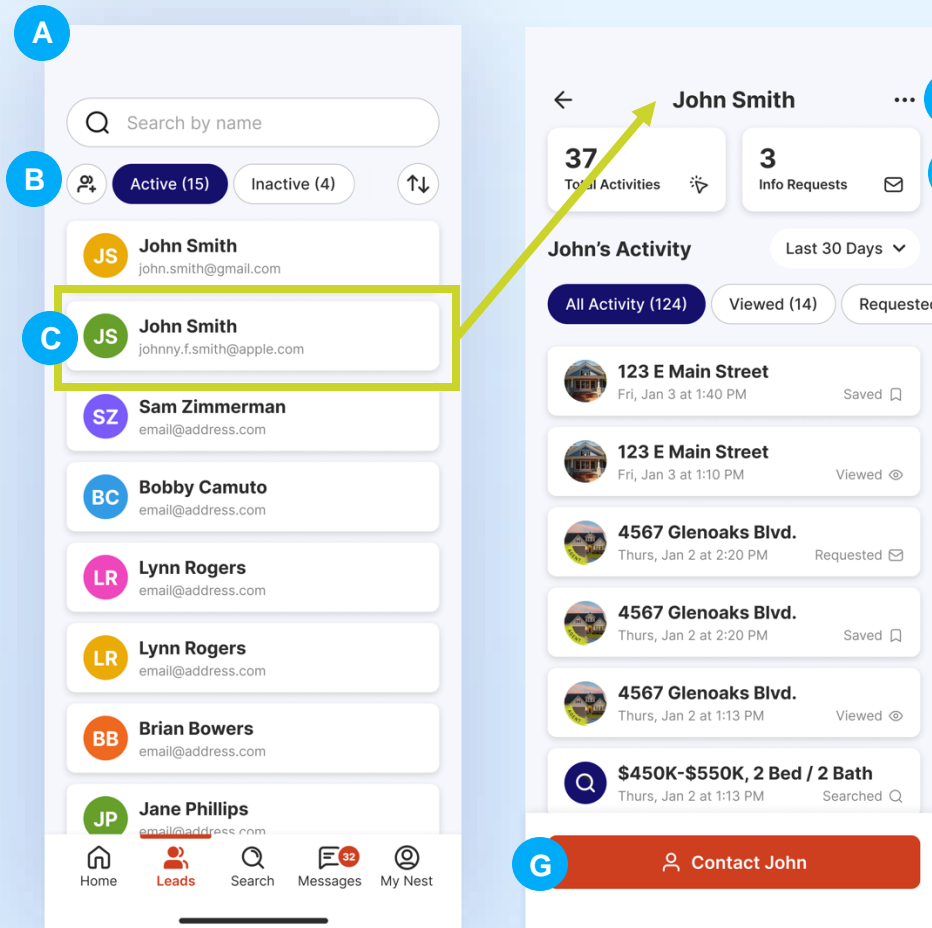 A
Search by name
B
Active (15)
Inactive (4)
JS
John Smith
john.smith@gmail.com
C
JS
John Smith
johnny.f.smith@apple.com
SZ
Sam Zimmerman
email@address.com
BC
Bobby Camuto
email@address.com
LR
Lynn Rogers
email@address.com
LR
Lynn Rogers
email@address.com
BB
Brian Bowers
email@address.com
JP
Jane Phillips
email@address.com
Home
Leads
Search
32
Messages
My Nest
John Smith
37
Total Activities
3
Info Requests
John's Activity
Last 30 Days
All Activity (124)
Viewed (14)
Requested
123 E Main Street
Fri, Jan 3 at 1:40 PM
Saved
123 E Main Street
Fri, Jan 3 at 1:10 PM
Viewed
4567 Glenoaks Blvd.
Thurs, Jan 2 at 2:20 PM
Requested
AGENT
4567 Glenoaks Blvd.
Thurs, Jan 2 at 2:20 PM
Saved
AGENT
4567 Glenoaks Blvd.
Thurs, Jan 2 at 1:13 PM
Viewed
AGENT
$450K-$550K, 2 Bed / 2 Bath
Thurs, Jan 2 at 1:13 PM
Searched
G
Contact John